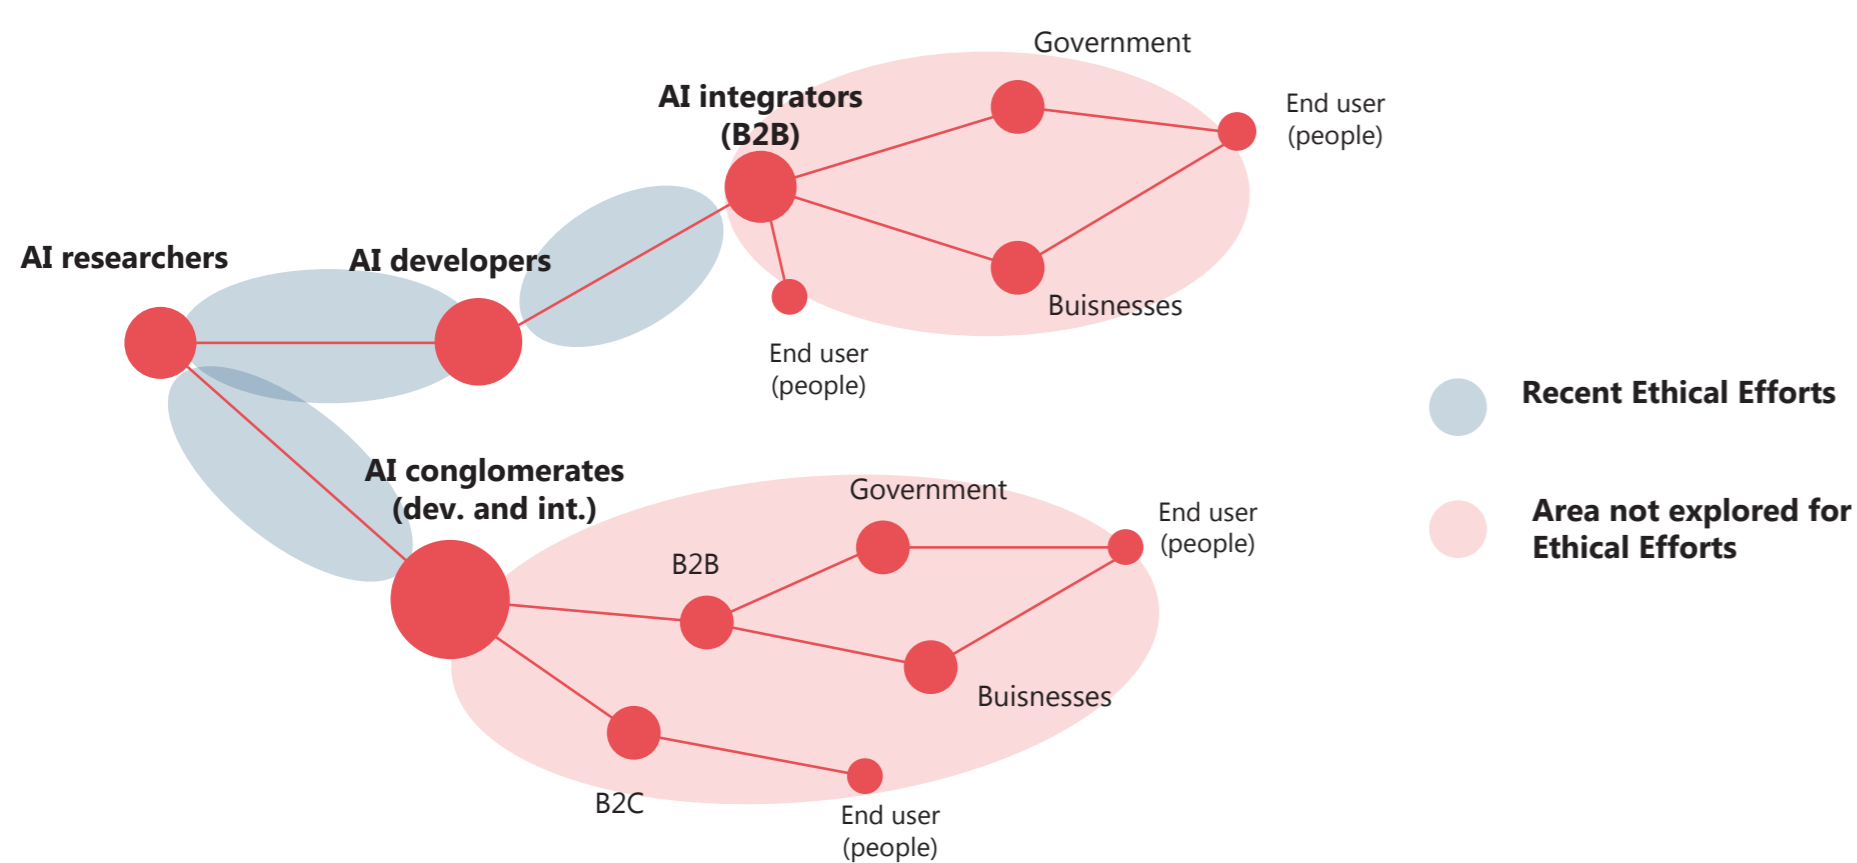 Government
AI integrators
(B2B)
End user
(people)
AI researchers
AI developers
Buisnesses
End user
(people)
Recent Ethical Efforts
AI conglomerates
(dev. and int.)
Government
End user
(people)
Area not explored for
Ethical Efforts
B2B
Buisnesses
B2C
End user
(people)